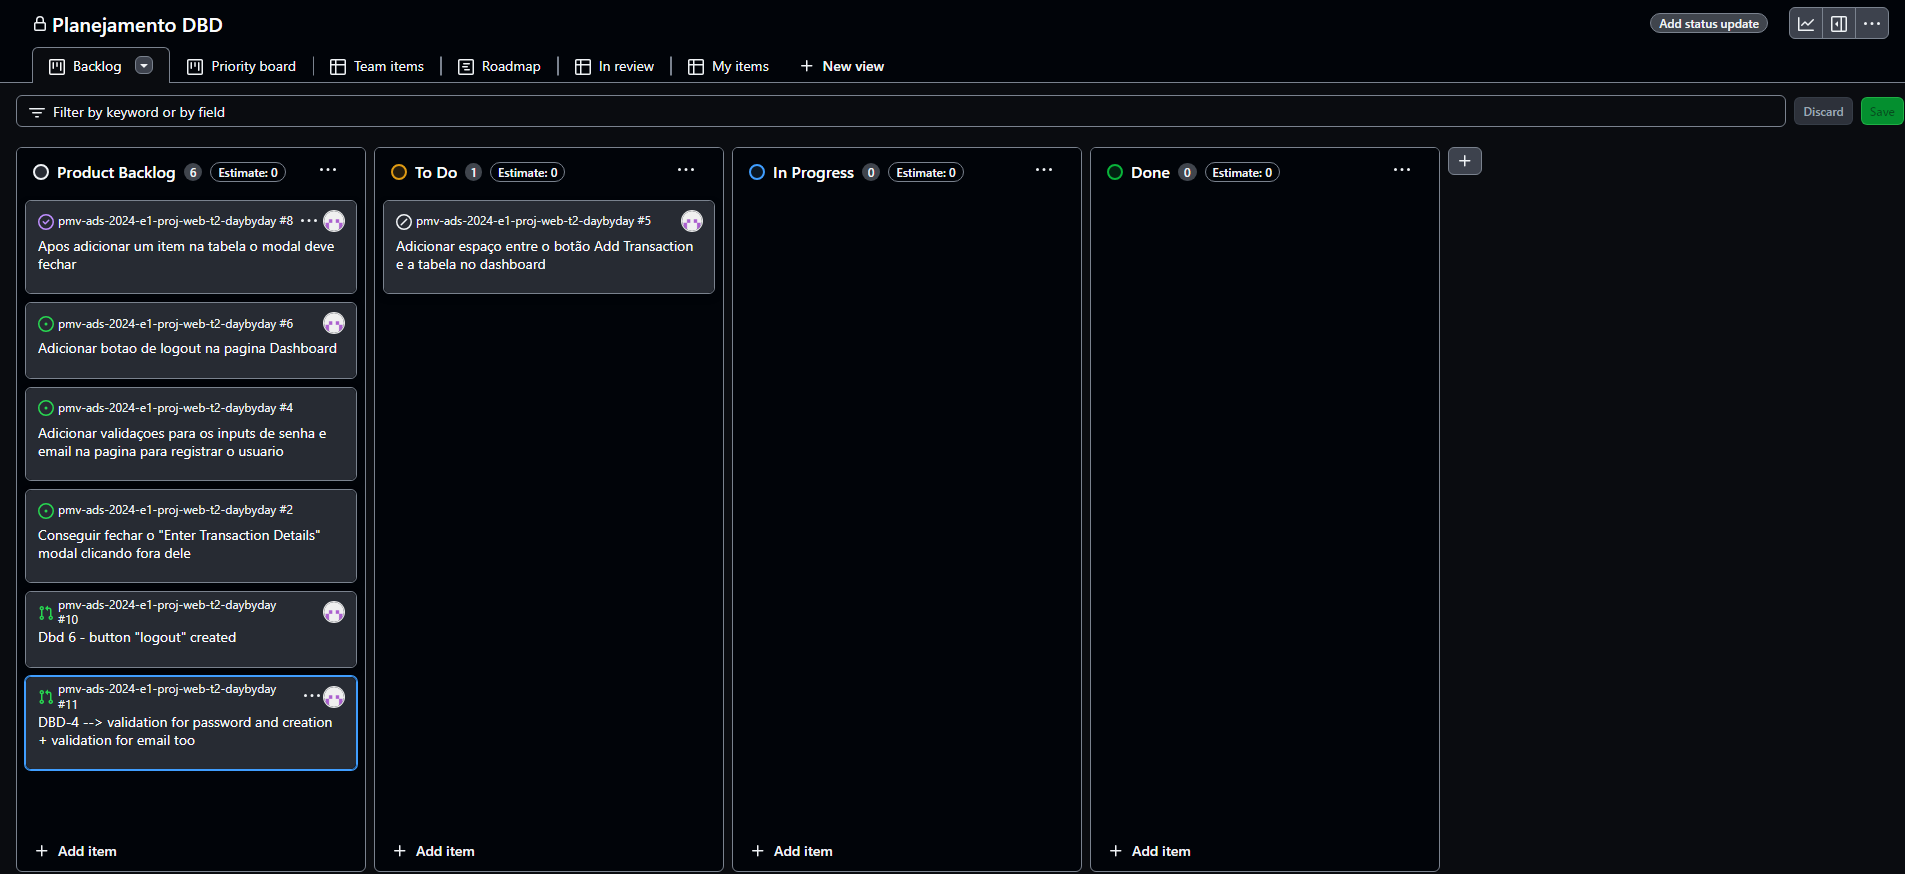 Planejamento DBD
Add status update
Backlog
Priority board
Team items
Roadmap
In review
My items
New view
Filter by keyword or by field
Discard
Save
Product Backlog 6 Estimate: 0
pmv-ads-2024-e1-proj-web-t2-daybyday #8
Apos adicionar um item na tabela o modal deve
fechar
pmv-ads-2024-e1-proj-web-t2-daybyday #6
Adicionar botao de logout na pagina Dashboard
pmv-ads-2024-e1-proj-web-t2-daybyday #4
Adicionar validaçoes para os inputs de senha e
email na pagina para registrar o usuario
pmv-ads-2024-e1-proj-web-t2-daybyday #2
Conseguir fechar o "Enter Transaction Details"
modal clicando fora dele
pmv-ads-2024-e1-proj-web-t2-daybyday
#10
Dbd 6 - button "logout" created
pmv-ads-2024-e1-proj-web-t2-daybyday
#11
DBD-4 --> validation for password and creation
+ validation for email too
Add item
To Do 1 Estimate: 0
pmv-ads-2024-e1-proj-web-t2-daybyday #5
Adicionar espaço entre o botão Add Transaction
e a tabela no dashboard
Add item
In Progress 0 Estimate: 0
Add item
Done 0 Estimate: 0
Add item